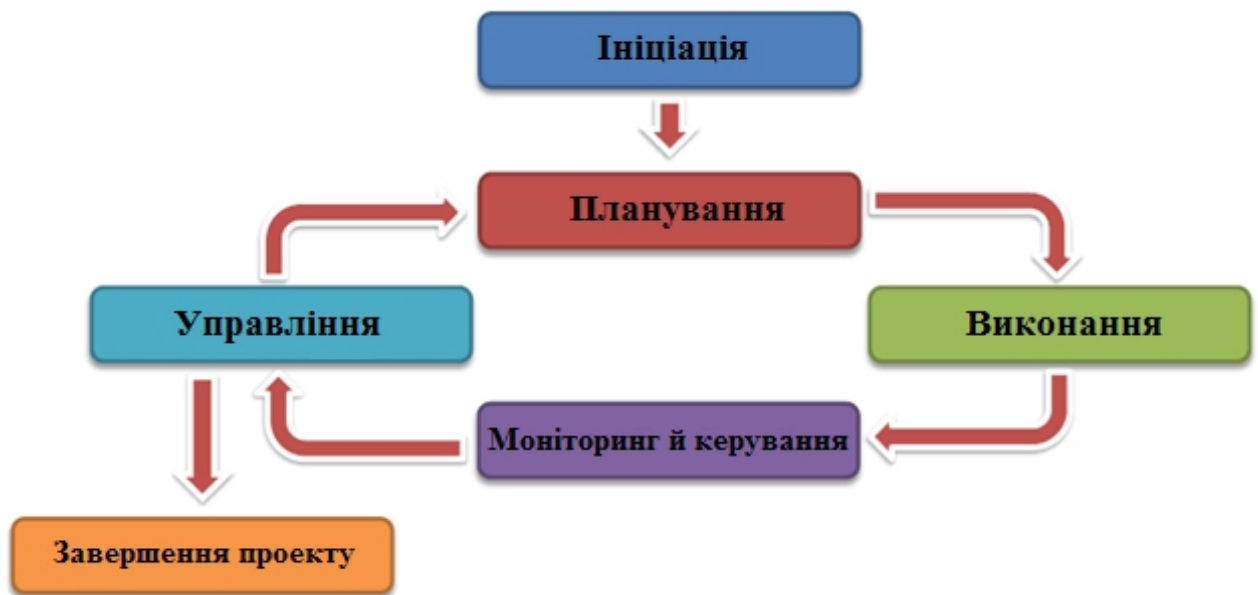 Ініціація
Планування
Управління
Виконання
Моніторинг й керування
Завершення проекту